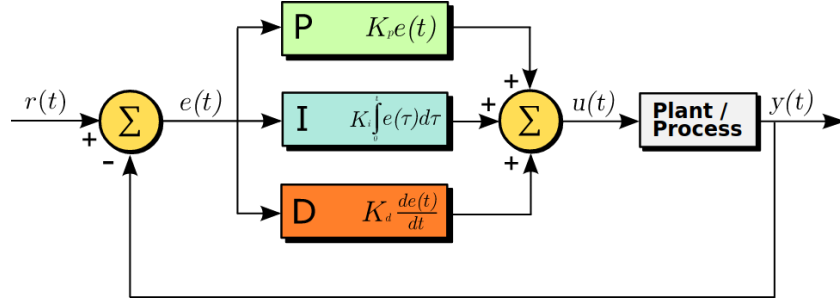 P K_p e(t)
r(t)
e(t)
+
-
Σ
I K_i ∫_0^t e(τ)dτ
D K_d de(t)/dt
+
+
+
Σ
u(t)
Plant /
Process
y(t)